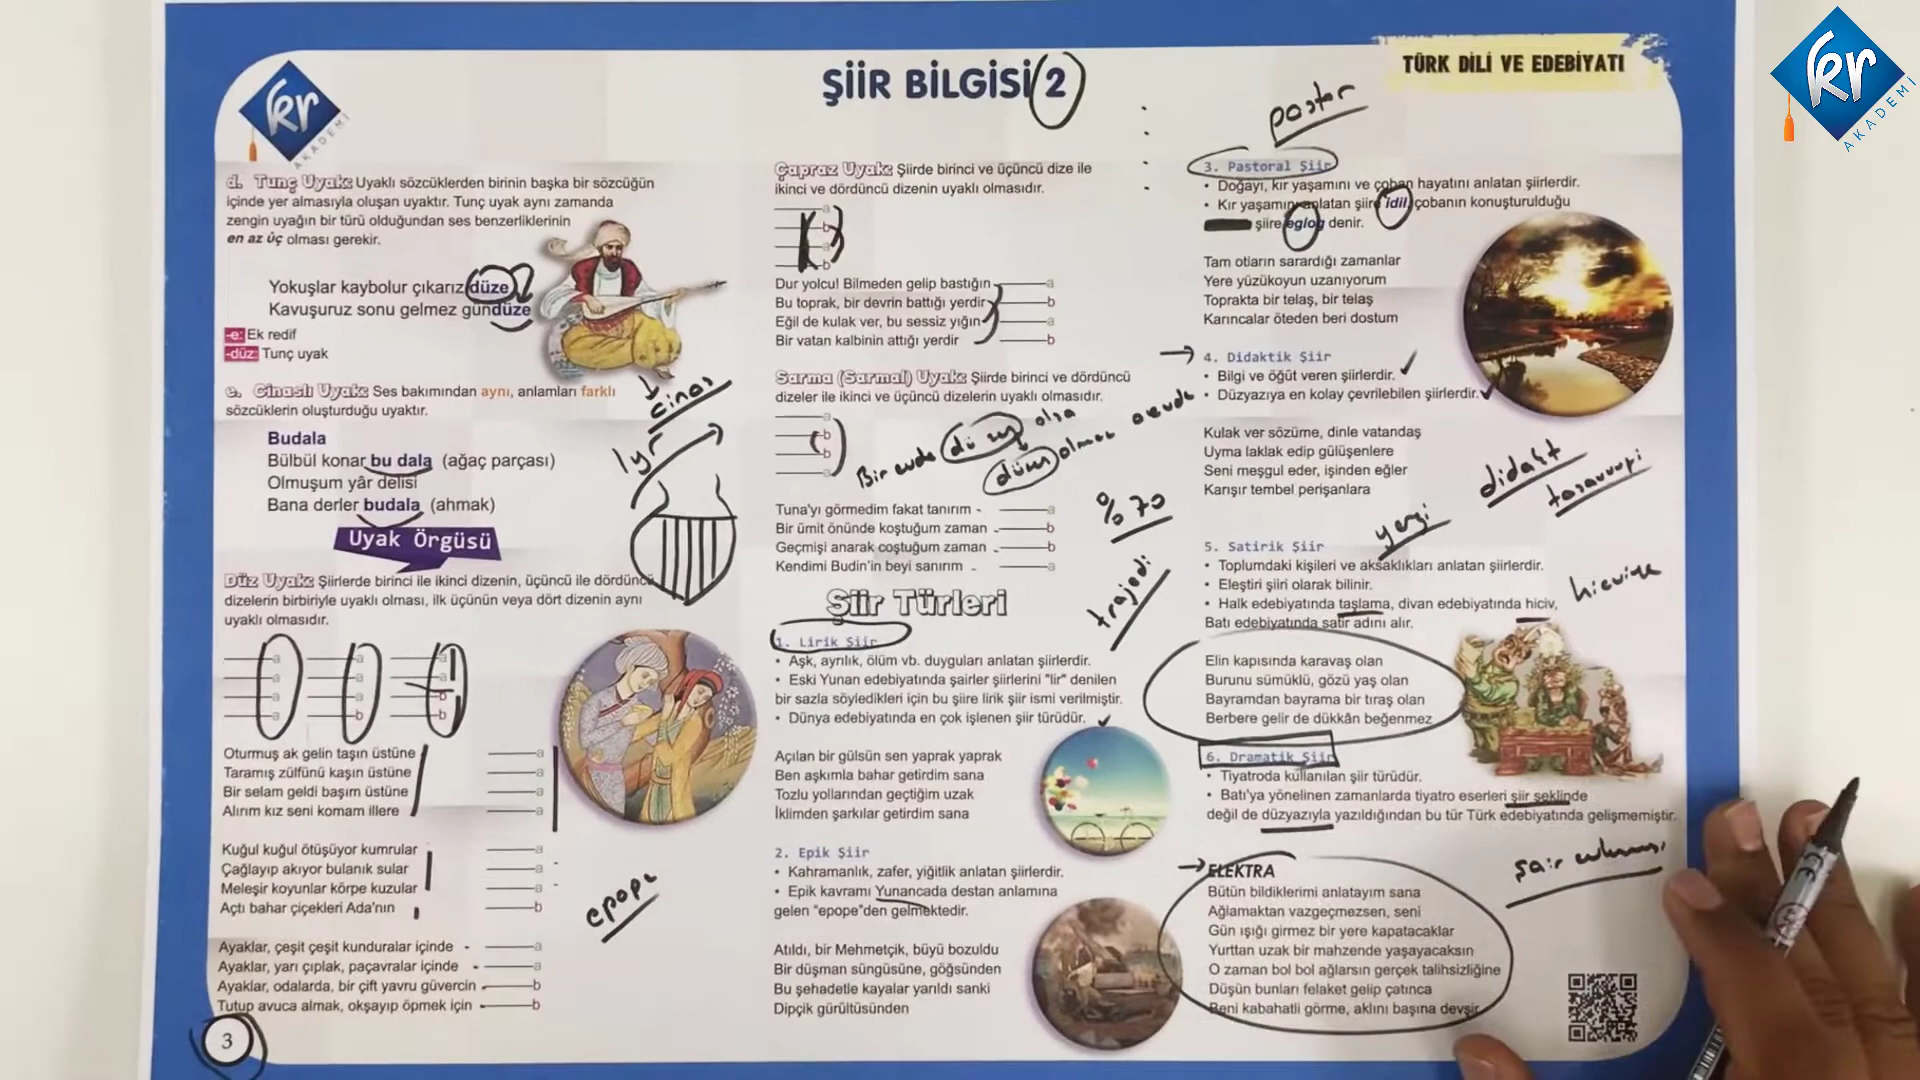 kr
AKADEMİ
ŞİİR BİLGİSİ 2
TÜRK DİLİ VE EDEBİYATI
kr
AKADEMİ
d. Tunç Uyak: Uyaklı sözcüklerden birinin başka bir sözcüğün
içinde yer almasıyla oluşan uyaktır. Tunç uyak aynı zamanda
zengin uyağın bir türü olduğundan ses benzerliklerinin
en az üç olması gerekir.
Yokuşlar kaybolur çıkarız düze
Kavuşuruz sonu gelmez gündüze
-e: Ek redif
-düz: Tunç uyak
e. Cinaslı Uyak: Ses bakımından aynı, anlamları farklı
sözcüklerin oluşturduğu uyaktır.
cinas
Budala
Bülbül konar bu dala (ağaç parçası)
Olmuşum yâr delisi
Bana derler budala (ahmak)
lyr
Uyak Örgüsü
Düz Uyak: Şiirlerde birinci ile ikinci dizenin, üçüncü ile dördüncü
dizelerin birbiriyle uyaklı olması, ilk üçünün veya dört dizenin aynı
uyaklı olmasıdır.
a a a
a a a
a a b
a b b
Oturmuş ak gelin taşın üstüne a
Taramış zülfünü kaşın üstüne a
Bir selam geldi başım üstüne a
Alırım kız seni komam illere a
Kuğul kuğul ötüşüyor kumrular a
Çağlayıp akıyor bulanık sular a
Meleşir koyunlar körpe kuzular a
Açtı bahar çiçekleri Ada'nın b
Ayaklar, çeşit çeşit kunduralar içinde a
Ayaklar, yarı çıplak, paçavralar içinde a
Ayaklar, odalarda, bir çift yavru güvercin b
Tutup avuca almak, okşayıp öpmek için b
3
Çapraz Uyak: Şiirde birinci ve üçüncü dize ile
ikinci ve dördüncü dizenin uyaklı olmasıdır.
a
b
a
b
Dur yolcu! Bilmeden gelip bastığın a
Bu toprak, bir devrin battığı yerdir b
Eğil de kulak ver, bu sessiz yığın a
Bir vatan kalbinin attığı yerdir b
Sarma (Sarmal) Uyak: Şiirde birinci ve dördüncü
dizeler ile ikinci ve üçüncü dizelerin uyaklı olmasıdır.
a
b
b
a
Bir evde olsa
olmaz
Tuna'yı görmedim fakat tanırım - a
Bir ümit önünde koştuğum zaman - b
Geçmişi anarak coştuğum zaman - b
Kendimi Budin'in beyi sanırım - a
% 70
Şiir Türleri
trajedi
1. Lirik Şiir
• Aşk, ayrılık, ölüm vb. duyguları anlatan şiirlerdir.
• Eski Yunan edebiyatında şairler şiirlerini "lir" denilen
bir sazla söyledikleri için bu şiire lirik şiir ismi verilmiştir.
• Dünya edebiyatında en çok işlenen şiir türüdür.
Açılan bir gülsün sen yaprak yaprak
Ben aşkımla bahar getirdim sana
Tozlu yollarından geçtiğim uzak
İklimden şarkılar getirdim sana
2. Epik Şiir
• Kahramanlık, zafer, yiğitlik anlatan şiirlerdir.
• Epik kavramı Yunancada destan anlamına
gelen "epope"den gelmektedir.
epope
Atıldı, bir Mehmetçik, büyü bozuldu
Bir düşman süngüsüne, göğsünden
Bu şehadetle kayalar yarıldı sanki
Dipçik gürültüsünden
pastor
3. Pastoral Şiir
• Doğayı, kır yaşamını ve çoban hayatını anlatan şiirlerdir.
• Kır yaşamını anlatan şiire idil, çobanın konuşturulduğu
şiire eglog denir.
Tam otların sarardığı zamanlar
Yere yüzükoyun uzanıyorum
Toprakta bir telaş, bir telaş
Karıncalar öteden beri dostum
4. Didaktik Şiir
• Bilgi ve öğüt veren şiirlerdir.
• Düzyazıya en kolay çevrilebilen şiirlerdir.
Kulak ver sözüme, dinle vatandaş
Uyma laklak edip gülüşenlere
Seni meşgul eder, işinden eğler
Karışır tembel perişanlara
didakt
yergi
5. Satirik Şiir
• Toplumdaki kişileri ve aksaklıkları anlatan şiirlerdir.
• Eleştiri şiiri olarak bilinir.
• Halk edebiyatında taşlama, divan edebiyatında hiciv,
Batı edebiyatında satir adını alır.
Elin kapısında karavaş olan
Burunu sümüklü, gözü yaş olan
Bayramdan bayrama bir tıraş olan
Berbere gelir de dükkân beğenmez
6. Dramatik Şiir
• Tiyatroda kullanılan şiir türüdür.
• Batı'ya yönelinen zamanlarda tiyatro eserleri şiir şeklinde
değil de düzyazıyla yazıldığından bu tür Türk edebiyatında gelişmemiştir.
ELEKTRA
Bütün bildiklerimi anlatayım sana
Ağlamaktan vazgeçmezsen, seni
Gün ışığı girmez bir yere kapatacaklar
Yurttan uzak bir mahzende yaşayacaksın
O zaman bol bol ağlarsın gerçek talihsizliğine
Düşün bunları felaket gelip çatınca
Beni kabahatli görme, aklını başına devşir